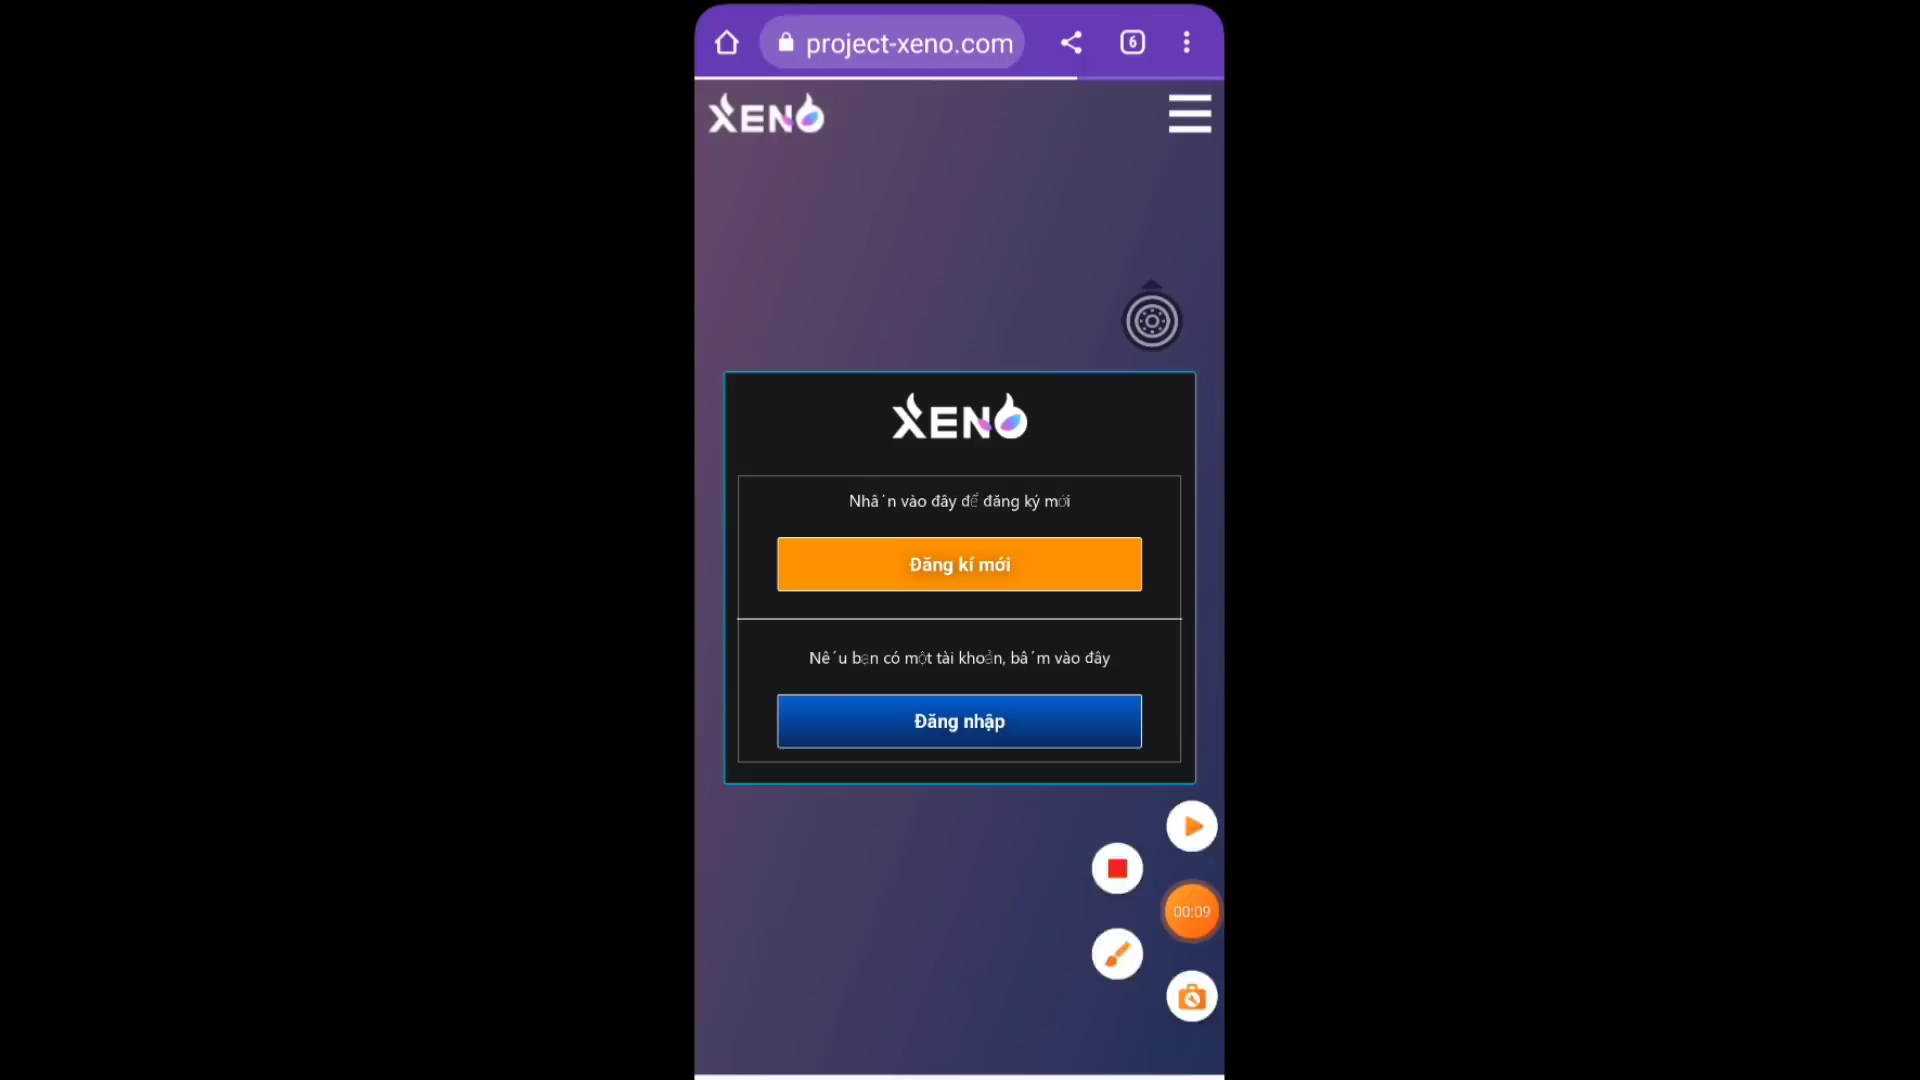 project-xeno.com
6
XENO
XENO
Nhấn vào đây để đăng ký mới
Đăng kí mới
Nếu bạn có một tài khoản, bấm vào đây
Đăng nhập
00:09